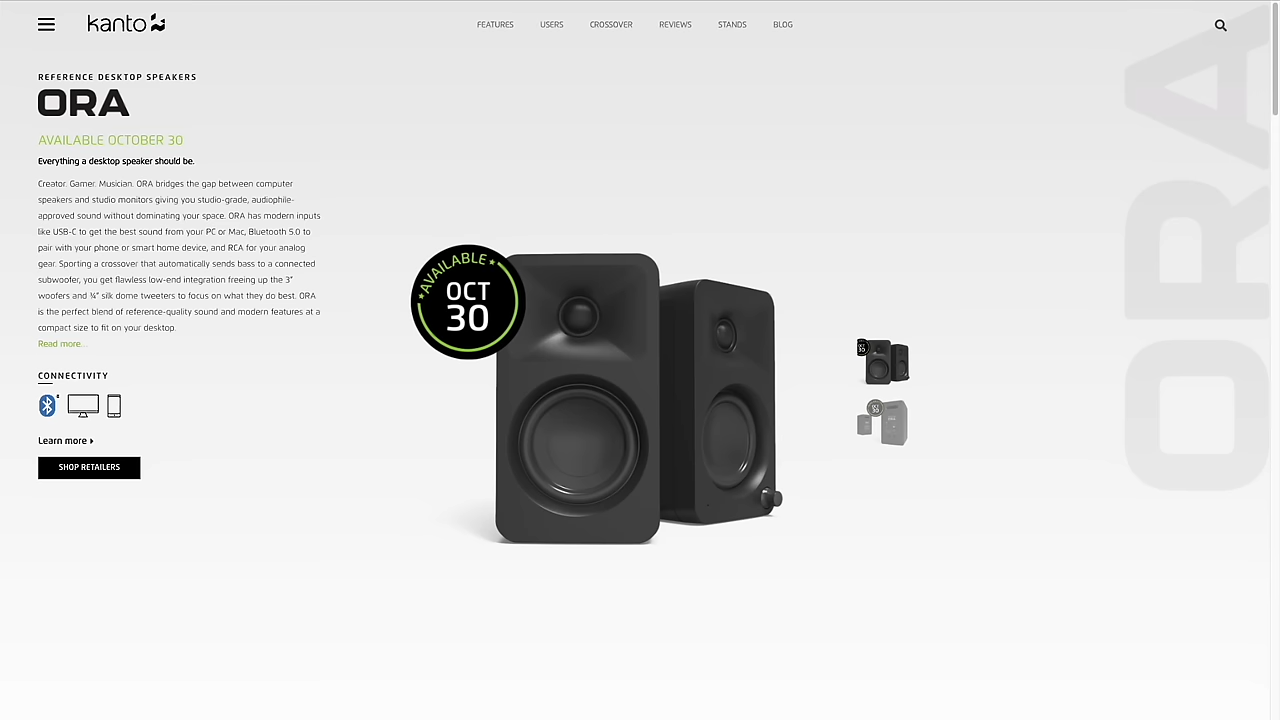 kanto
FEATURES USERS CROSSOVER REVIEWS STANDS BLOG
REFERENCE DESKTOP SPEAKERS
ORA
AVAILABLE OCTOBER 30
Everything a desktop speaker should be.
Creator. Gamer. Musician. ORA bridges the gap between computer
speakers and studio monitors giving you studio-grade, audiophile-
approved sound without dominating your space. ORA has modern inputs
like USB-C to get the best sound from your PC or Mac, Bluetooth 5.0 to
pair with your phone or smart home device, and RCA for your analog
gear. Sporting a crossover that automatically sends bass to a connected
subwoofer, you get flawless low-end integration freeing up the 3"
woofers and ¾" silk dome tweeters to focus on what they do best. ORA
is the perfect blend of reference-quality sound and modern features at a
compact size to fit on your desktop.
Read more...
CONNECTIVITY
Learn more
SHOP RETAILERS
AVAILABLE
OCT
30
OCT
30
OCT
30
ORA